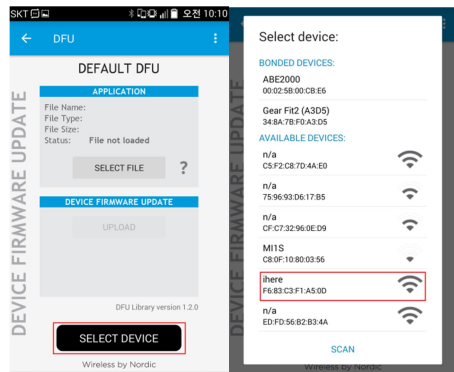 SKT 오전 10:10
DFU
DEFAULT DFU
DEVICE FIRMWARE UPDATE
APPLICATION
File Name:
File Type:
File Size:
Status: File not loaded
SELECT FILE ?
DEVICE FIRMWARE UPDATE
UPLOAD
DFU Library version 1.2.0
SELECT DEVICE
Wireless by Nordic
Select device:
BONDED DEVICES:
ABE2000
00:02:5B:00:CB:E6
Gear Fit2 (A3D5)
34:8A:7B:F0:A3:D5
AVAILABLE DEVICES:
n/a
C5:F2:C8:7D:4A:E0
n/a
75:96:93:D6:17:B5
n/a
CF:C7:32:96:0E:D9
MI1S
C8:0F:10:80:03:56
ihere
F6:83:C3:F1:A5:0D
n/a
ED:FD:56:B2:B3:4A
SCAN
DEVICE FIRMWARE UPDATE
Wireless by Nordic